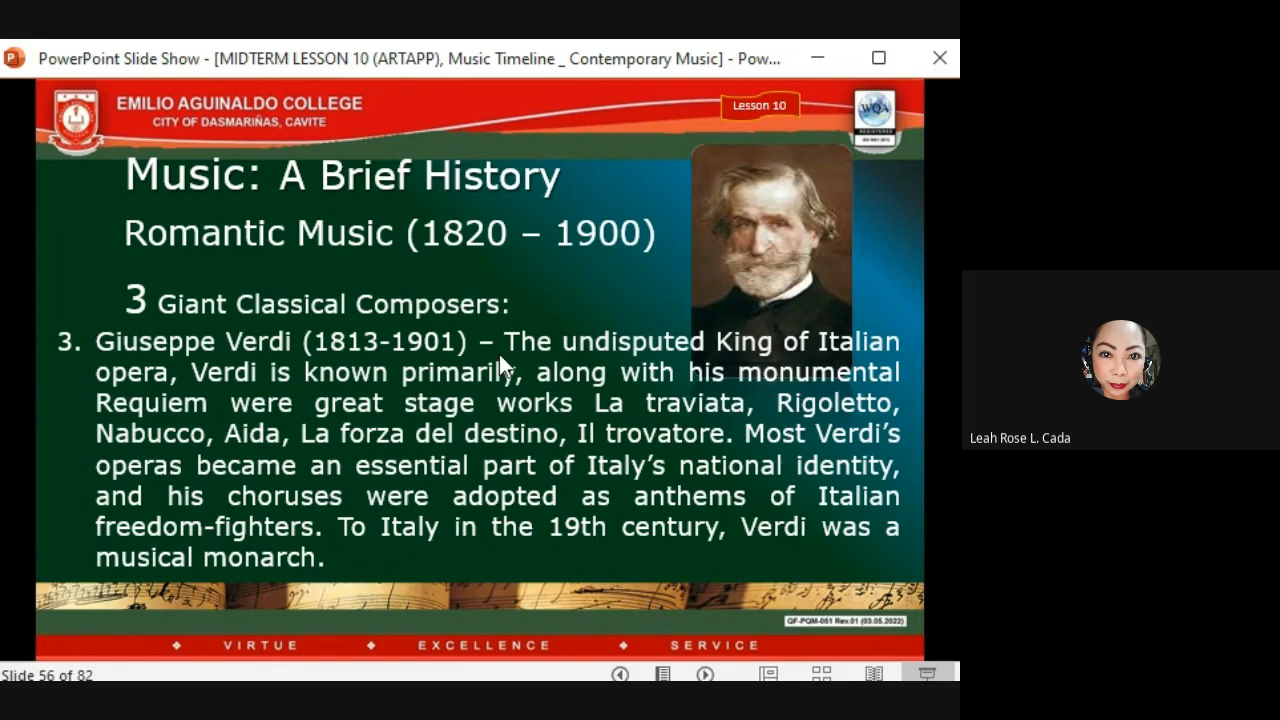 PowerPoint Slide Show - [MIDTERM LESSON 10 (ARTAPP), Music Timeline _ Contemporary Music] - Pow...
EMILIO AGUINALDO COLLEGE
CITY OF DASMARIÑAS, CAVITE
Lesson 10
WQA
Music: A Brief History
Romantic Music (1820 – 1900)
3 Giant Classical Composers:
3. Giuseppe Verdi (1813-1901) – The undisputed King of Italian
opera, Verdi is known primarily, along with his monumental
Requiem were great stage works La traviata, Rigoletto,
Nabucco, Aida, La forza del destino, Il trovatore. Most Verdi’s
operas became an essential part of Italy’s national identity,
and his choruses were adopted as anthems of Italian
freedom-fighters. To Italy in the 19th century, Verdi was a
musical monarch.
QF-PQM-051 Rev.01 (03.05.2022)
❖ VIRTUE ❖ EXCELLENCE ❖ SERVICE
Slide 56 of 82
Leah Rose L. Cada